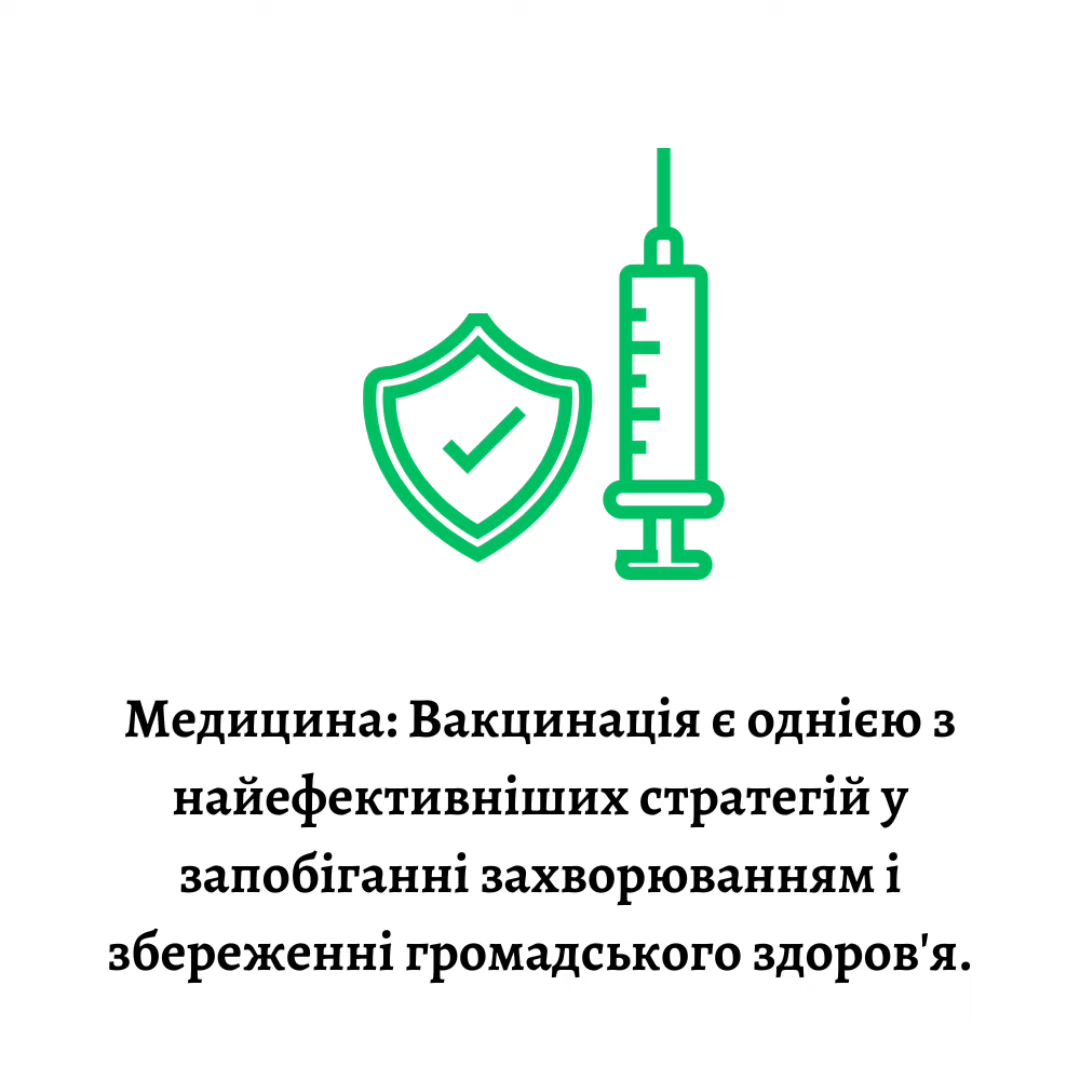 Медицина: Вакцинація є однією з
найефективніших стратегій у
запобіганні захворюванням і
збереженні громадського здоров'я.